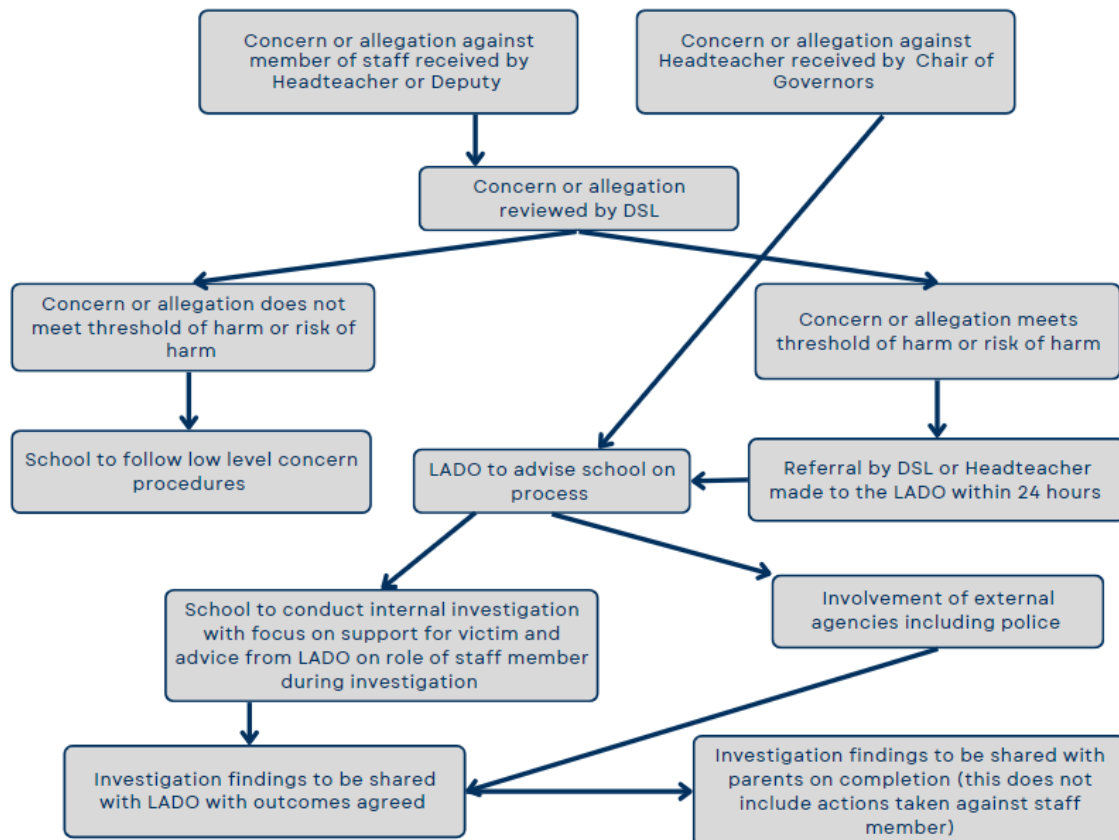 Concern or allegation against
member of staff received by
Headteacher or Deputy
Concern or allegation against
Headteacher received by Chair of
Governors
Concern or allegation
reviewed by DSL
Concern or allegation does not
meet threshold of harm or risk of
harm
Concern or allegation meets
threshold of harm or risk of harm
School to follow low level concern
procedures
LADO to advise school on
process
Referral by DSL or Headteacher
made to the LADO within 24 hours
School to conduct internal investigation
with focus on support for victim and
advice from LADO on role of staff member
during investigation
Involvement of external
agencies including police
Investigation findings to be shared
with LADO with outcomes agreed
Investigation findings to be shared with
parents on completion (this does not
include actions taken against staff
member)